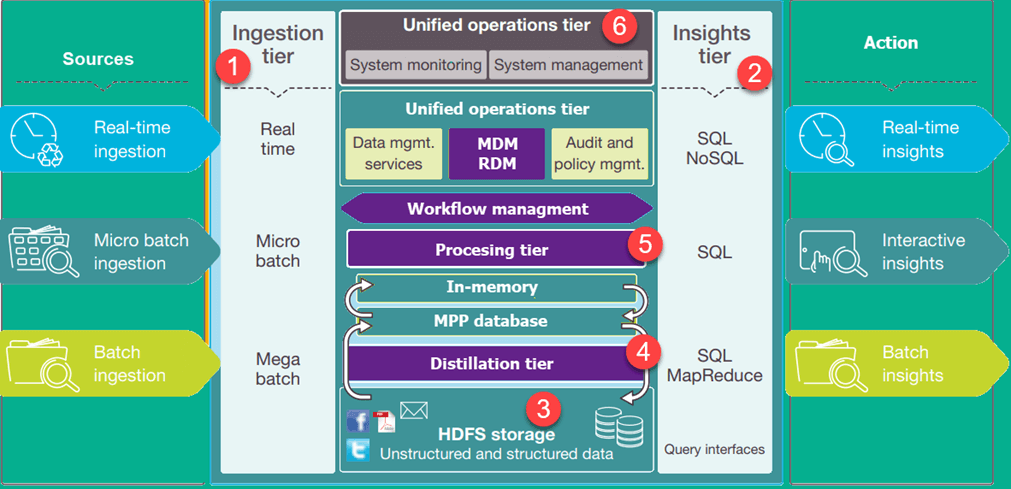 Sources
Real-time
ingestion
Micro batch
ingestion
Batch
ingestion
Ingestion
tier
1
Real
time
Micro
batch
Mega
batch
Unified operations tier
6
System monitoring
System management
Unified operations tier
Data mgmt.
services
MDM
RDM
Audit and
policy mgmt.
Workflow managment
Procesing tier
5
In-memory
MPP database
Distillation tier
4
3
PDF
f
t
HDFS storage
Unstructured and structured data
Insights
tier
2
SQL
NoSQL
SQL
SQL
MapReduce
Query interfaces
Action
Real-time
insights
Interactive
insights
Batch
insights